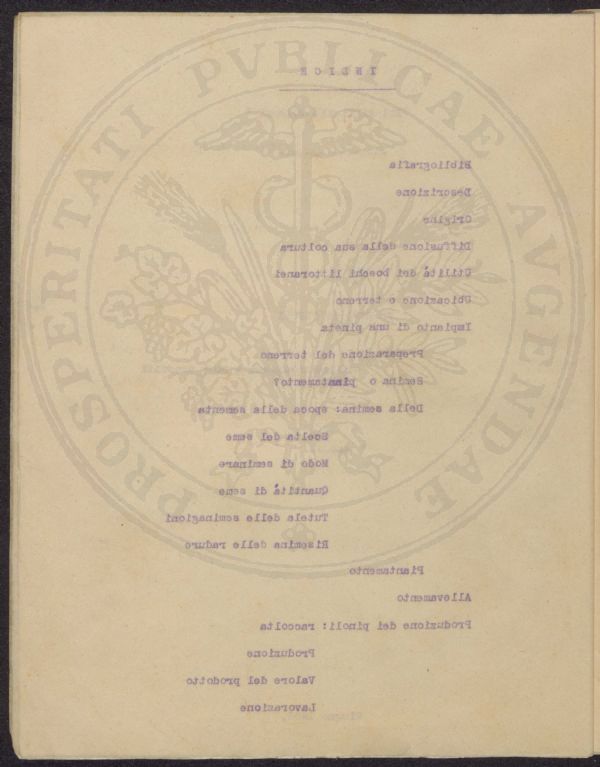 INDICE
Bibliografia
Descrizione
Origine
Diffusione della sua coltura
Utilitá dei boschi littoranei
Ubicazione o terreno
Impianto di una pineta
Preparazione del terreno
Semina o piantamento?
Della semina: epoca della sementa
Scelta del seme
Modo di seminare
Quantitá di seme
Tutela delle seminagioni
Risemina delle radure
Piantamento
Allevamento
Produzione dei pinoli: raccolta
Produzione
Valore del prodotto
Lavorazione
PROSPERITATI PVBLICAE AVGENDAE